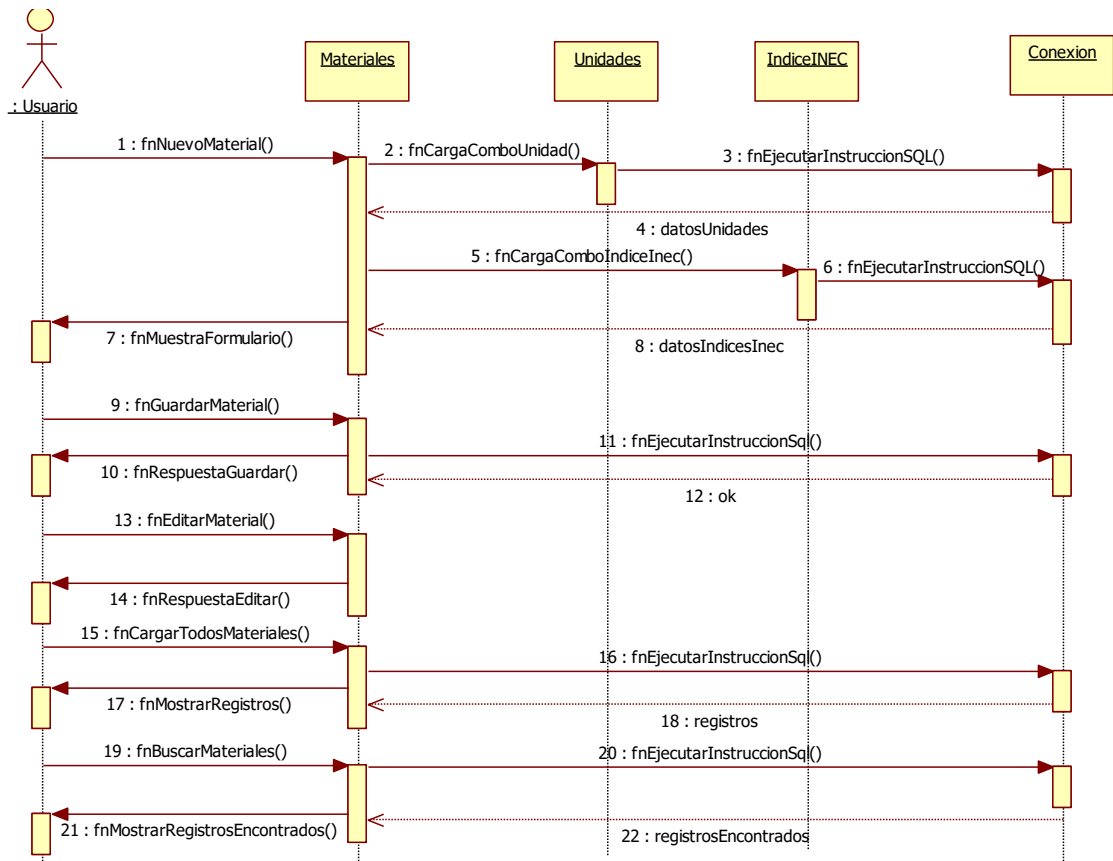 : Usuario
Materiales
Unidades
IndiceINEC
Conexion
1 : fnNuevoMaterial()
2 : fnCargaComboUnidad()
3 : fnEjecutarInstruccionSQL()
4 : datosUnidades
5 : fnCargaComboIndiceInec()
6 : fnEjecutarInstruccionSQL()
7 : fnMuestraFormulario()
8 : datosIndicesInec
9 : fnGuardarMaterial()
10 : fnRespuestaGuardar()
11 : fnEjecutarInstruccionSql()
12 : ok
13 : fnEditarMaterial()
14 : fnRespuestaEditar()
15 : fnCargarTodosMateriales()
16 : fnEjecutarInstruccionSql()
17 : fnMostrarRegistros()
18 : registros
19 : fnBuscarMateriales()
20 : fnEjecutarInstruccionSql()
21 : fnMostrarRegistrosEncontrados()
22 : registrosEncontrados